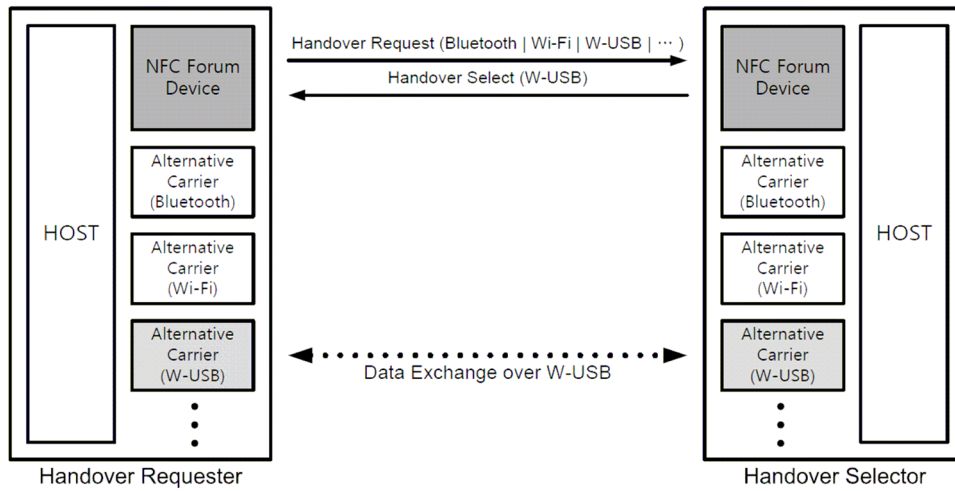 HOST
NFC Forum
Device
Alternative
Carrier
(Bluetooth)
Alternative
Carrier
(Wi-Fi)
Alternative
Carrier
(W-USB)
Handover Requester
Handover Request (Bluetooth | Wi-Fi | W-USB | ⋯ )
Handover Select (W-USB)
Data Exchange over W-USB
NFC Forum
Device
Alternative
Carrier
(Bluetooth)
Alternative
Carrier
(Wi-Fi)
Alternative
Carrier
(W-USB)
HOST
Handover Selector